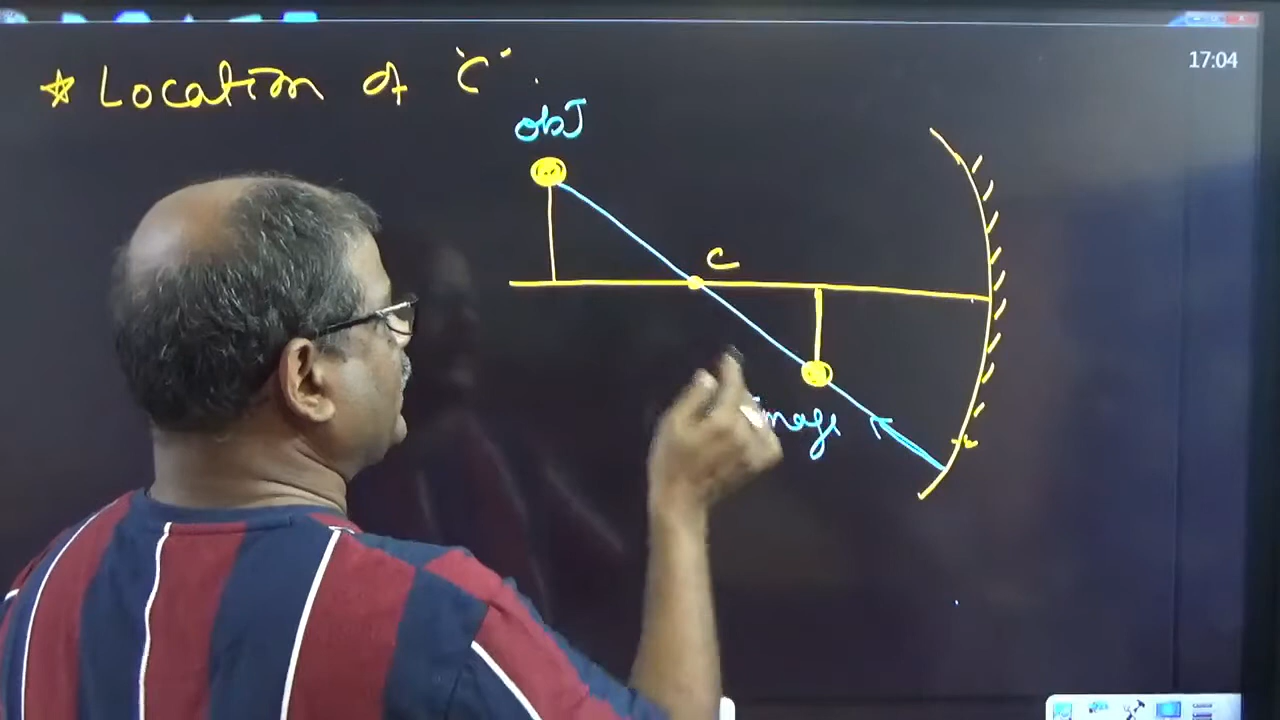 ☆ Location of 'C' .
17:04
obJ
C
image